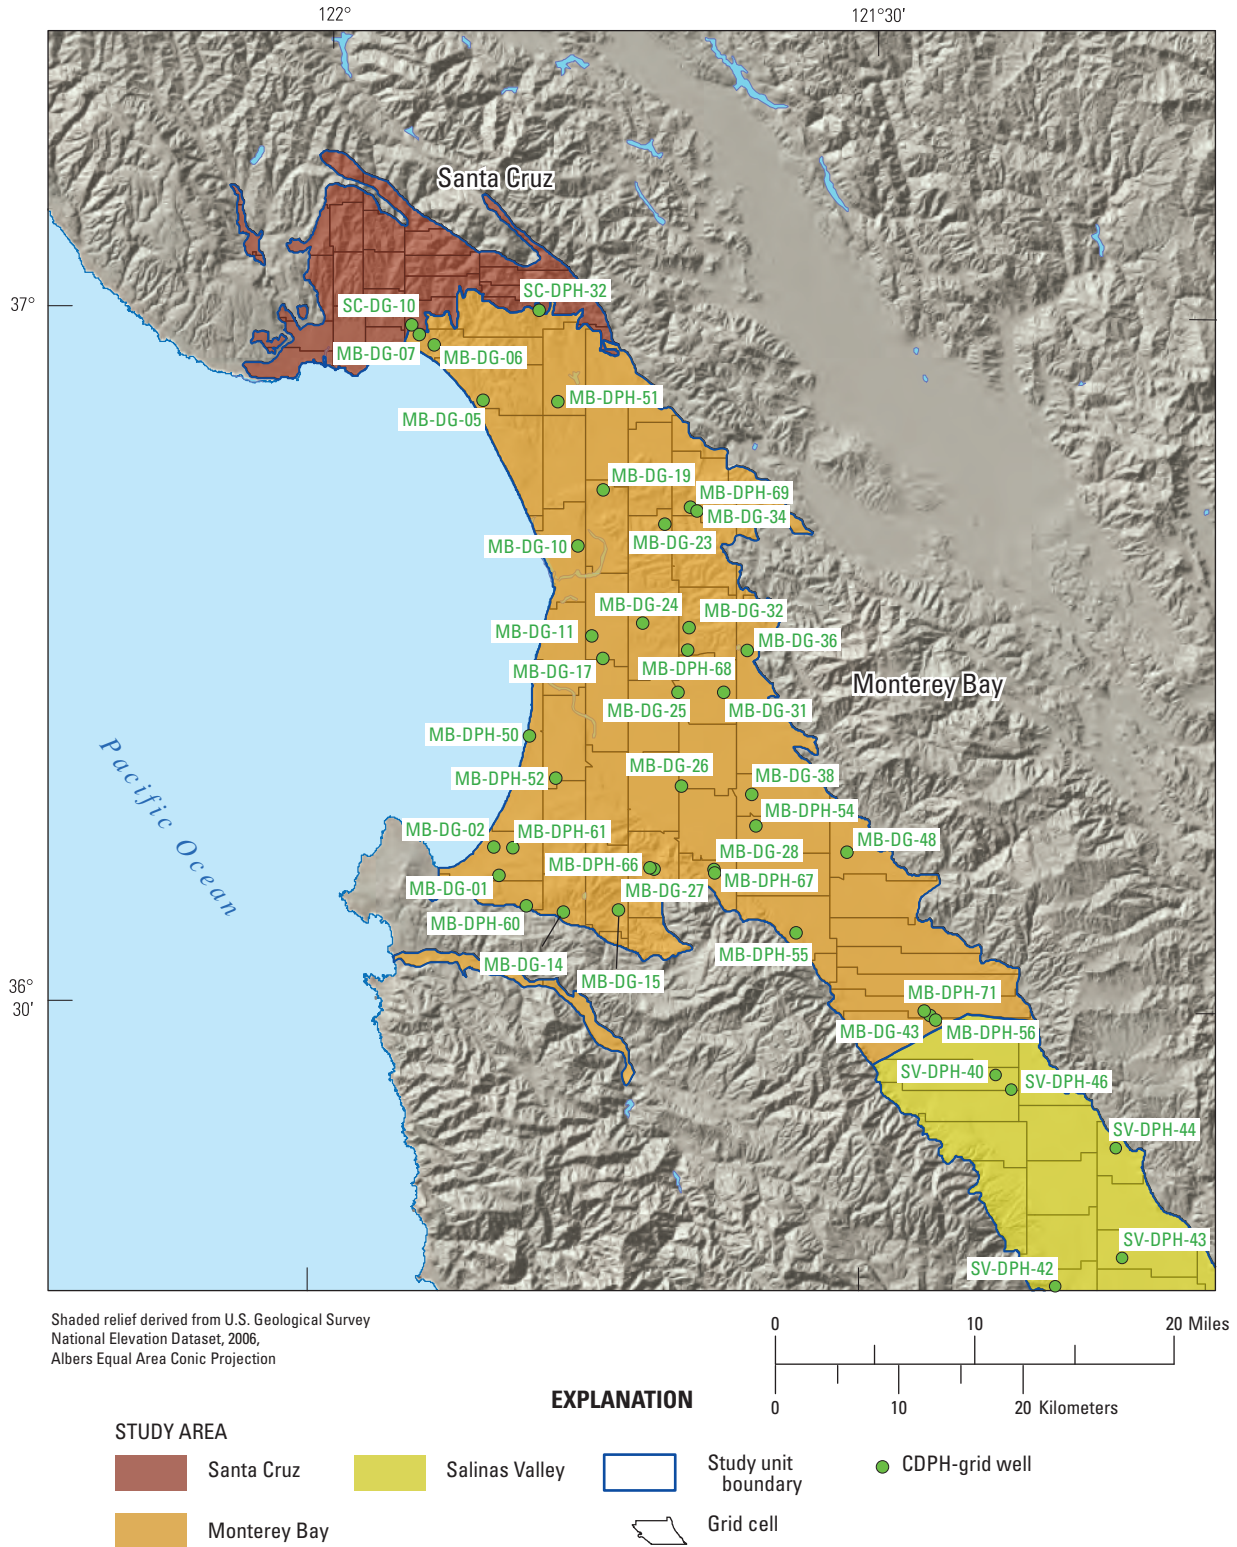 122°
121°30'
Santa Cruz
37°
SC-DPH-32
SC-DG-10
MB-DG-07
MB-DG-06
MB-DG-05
MB-DPH-51
MB-DG-19
MB-DPH-69
MB-DG-34
MB-DG-23
MB-DG-10
MB-DG-24
MB-DG-32
MB-DG-11
MB-DG-36
MB-DG-17
MB-DPH-68
Monterey Bay
MB-DG-25
MB-DG-31
MB-DPH-50
Pacific Ocean
MB-DG-26
MB-DPH-52
MB-DG-38
MB-DPH-54
MB-DG-02
MB-DPH-61
MB-DG-48
MB-DG-28
MB-DPH-66
MB-DPH-67
MB-DG-01
MB-DG-27
MB-DPH-60
MB-DPH-55
MB-DG-14
MB-DG-15
36°
30'
MB-DPH-71
MB-DG-43
MB-DPH-56
SV-DPH-40
SV-DPH-46
SV-DPH-44
SV-DPH-43
SV-DPH-42
Shaded relief derived from U.S. Geological Survey
National Elevation Dataset, 2006,
Albers Equal Area Conic Projection
0 10 20 Miles
0 10 20 Kilometers
EXPLANATION
STUDY AREA
Santa Cruz
Salinas Valley
Study unit
boundary
CDPH-grid well
Monterey Bay
Grid cell